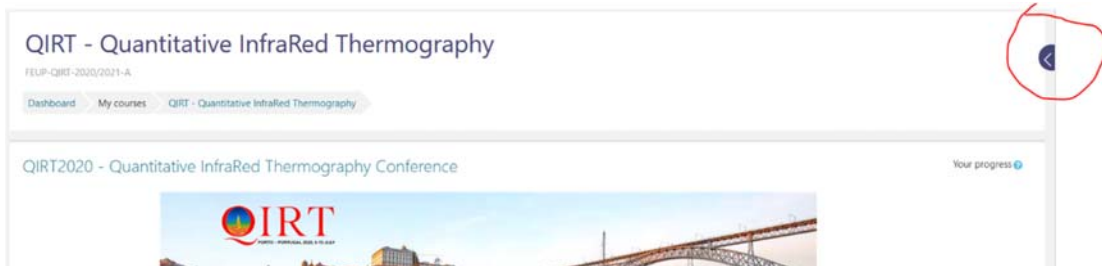 QIRT - Quantitative InfraRed Thermography
FEUP-QIRT-2020/2021-A
Dashboard My courses QIRT - Quantitative InfraRed Thermography
QIRT2020 - Quantitative InfraRed Thermography Conference
Your progress
QIRT